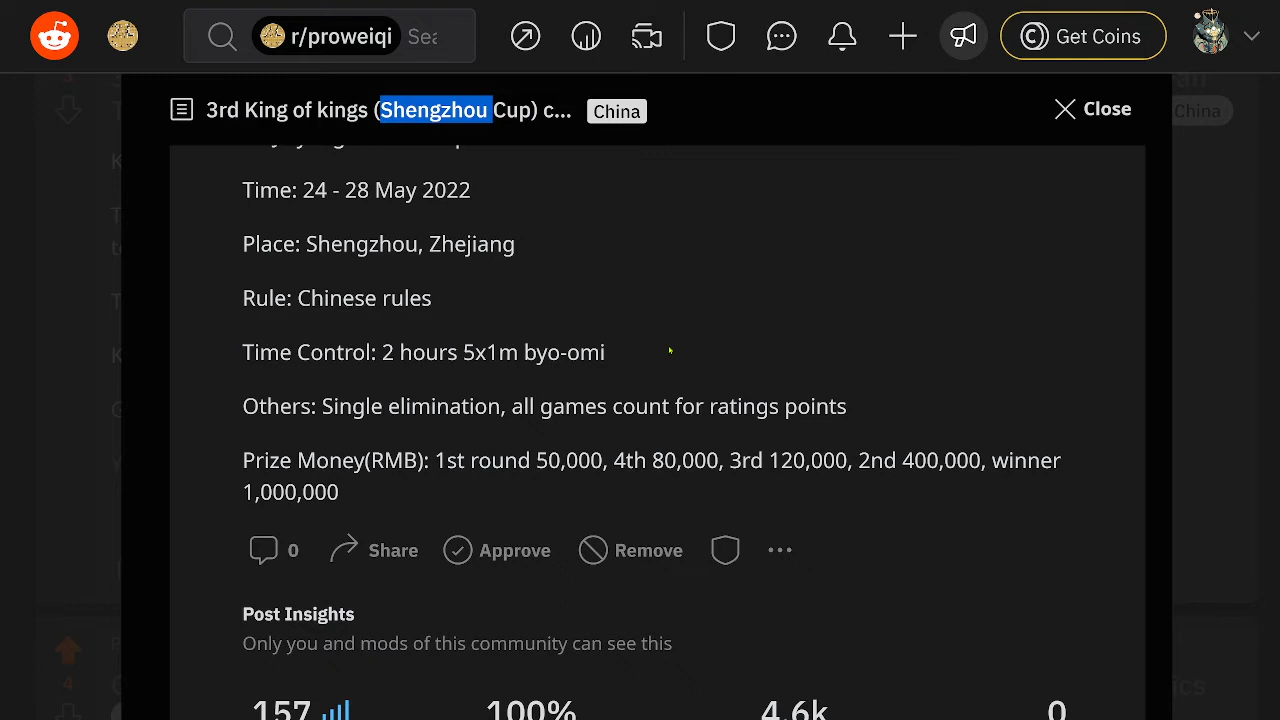 r/proweiqi Sea
Get Coins
3rd King of kings (Shengzhou Cup) c... China
Close
China
Time: 24 - 28 May 2022
Place: Shengzhou, Zhejiang
Rule: Chinese rules
Time Control: 2 hours 5x1m byo-omi
Others: Single elimination, all games count for ratings points
Prize Money(RMB): 1st round 50,000, 4th 80,000, 3rd 120,000, 2nd 400,000, winner
1,000,000
0 Share Approve Remove
Post Insights
Only you and mods of this community can see this
4
157 100% 4.6k 0